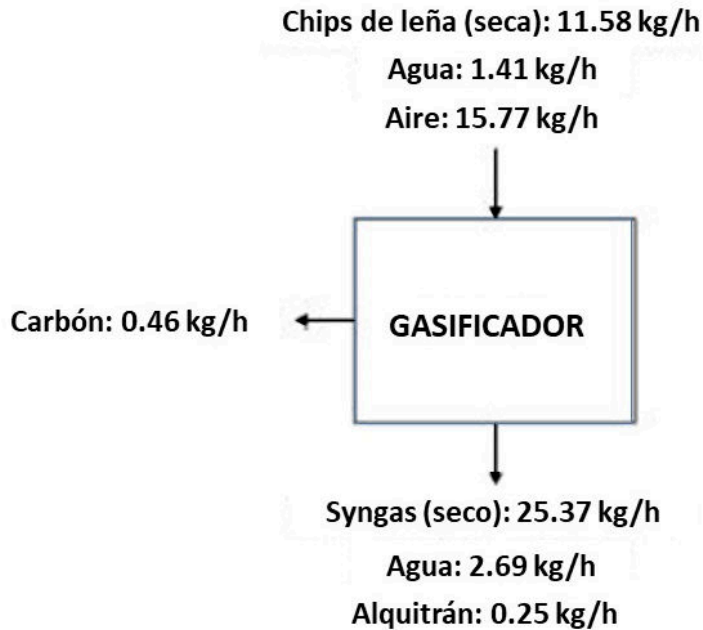 Chips de leña (seca): 11.58 kg/h
Agua: 1.41 kg/h
Aire: 15.77 kg/h
Carbón: 0.46 kg/h
GASIFICADOR
Syngas (seco): 25.37 kg/h
Agua: 2.69 kg/h
Alquitrán: 0.25 kg/h